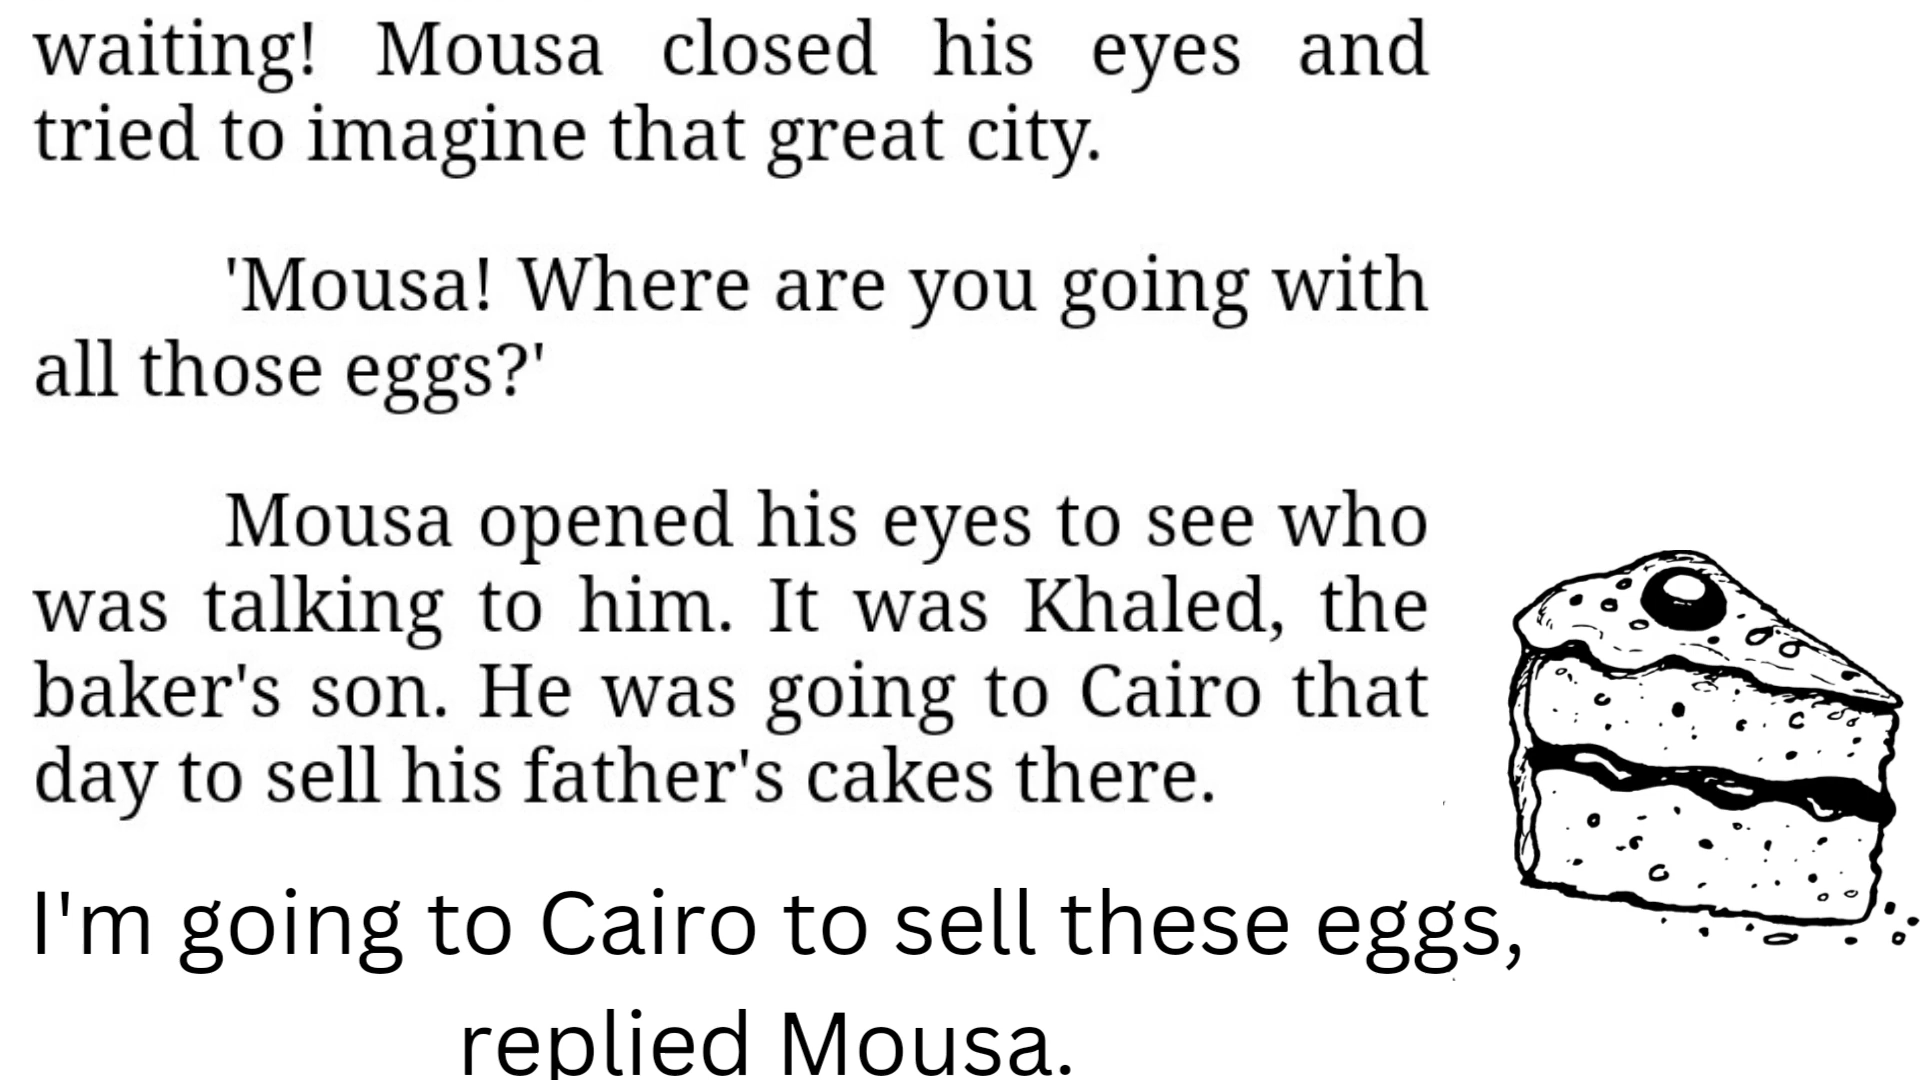 waiting! Mousa closed his eyes and
tried to imagine that great city.
'Mousa! Where are you going with
all those eggs?'
Mousa opened his eyes to see who
was talking to him. It was Khaled, the
baker's son. He was going to Cairo that
day to sell his father's cakes there.
I'm going to Cairo to sell these eggs,
replied Mousa.